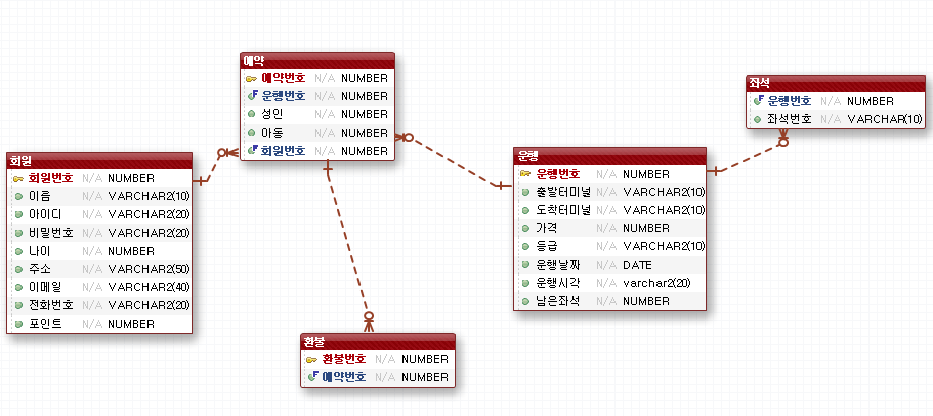 예약
예약번호 N/A NUMBER
운행번호 N/A NUMBER
성인 N/A NUMBER
아동 N/A NUMBER
회원번호 N/A NUMBER
좌석
운행번호 N/A NUMBER
좌석번호 N/A VARCHAR(10)
회원
회원번호 N/A NUMBER
이름 N/A VARCHAR2(10)
아이디 N/A VARCHAR2(20)
비밀번호 N/A VARCHAR2(20)
나이 N/A NUMBER
주소 N/A VARCHAR2(50)
이메일 N/A VARCHAR2(40)
전화번호 N/A VARCHAR2(20)
포인트 N/A NUMBER
운행
운행번호 N/A NUMBER
출발터미널 N/A VARCHAR2(10)
도착터미널 N/A VARCHAR2(10)
가격 N/A NUMBER
등급 N/A VARCHAR2(10)
운행날짜 N/A DATE
운행시각 N/A varchar2(20)
남은좌석 N/A NUMBER
환불
환불번호 N/A NUMBER
예약번호 N/A NUMBER